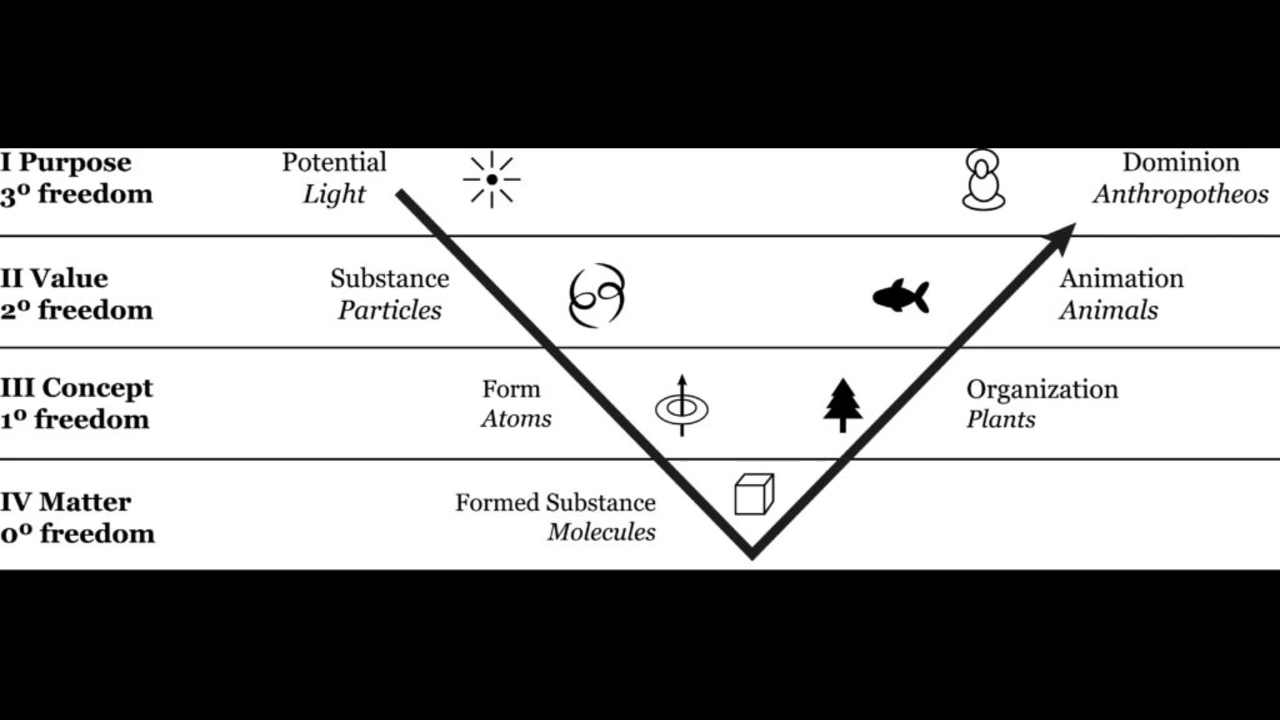 I Purpose
3º freedom
Potential
Light
Dominion
Anthropotheos
II Value
2º freedom
Substance
Particles
Animation
Animals
III Concept
1º freedom
Form
Atoms
Organization
Plants
IV Matter
0º freedom
Formed Substance
Molecules